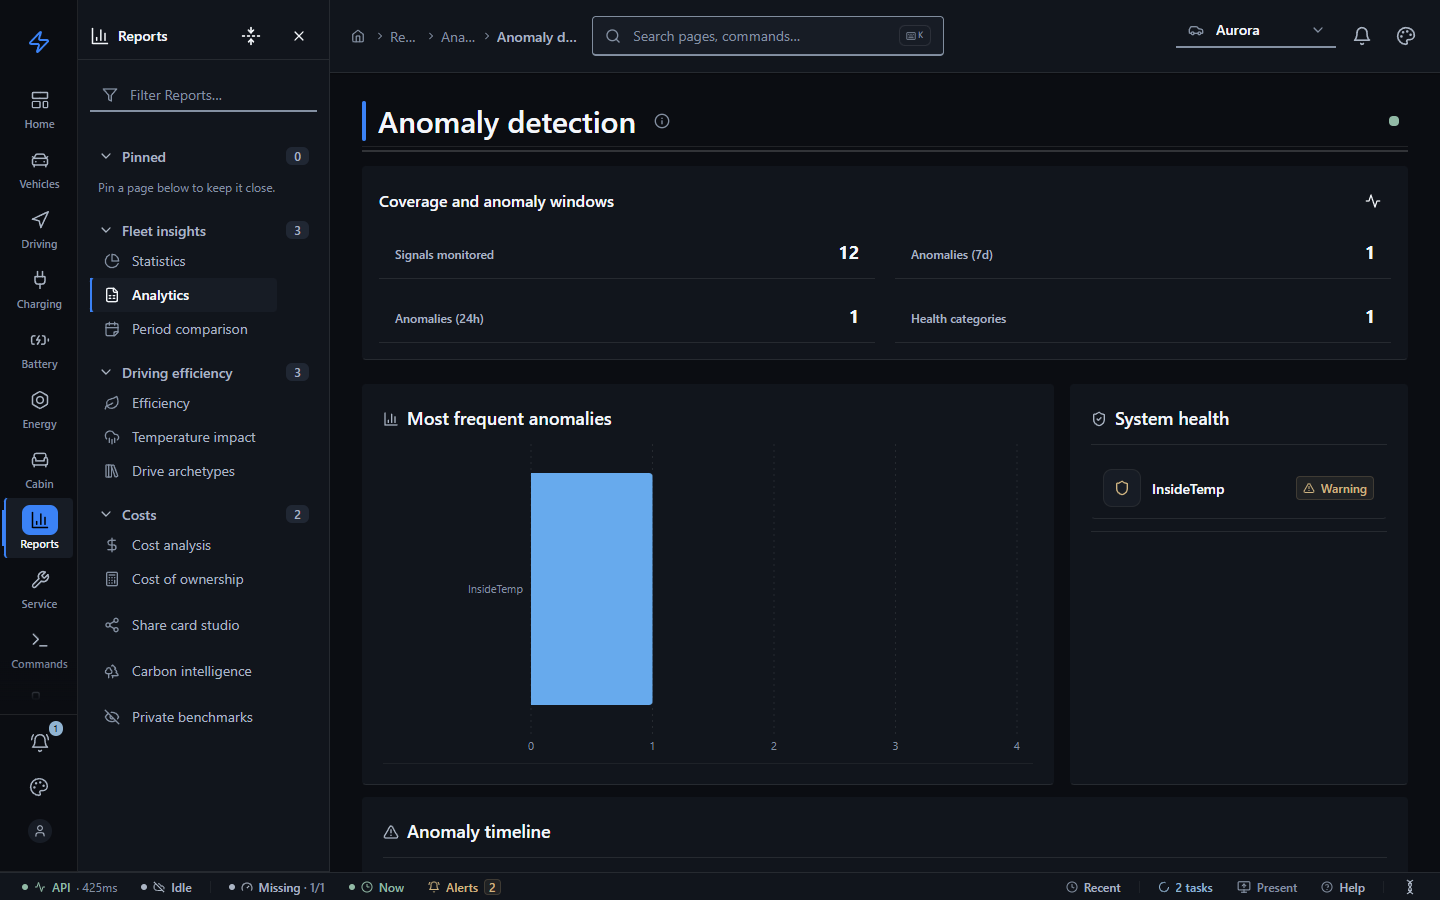 Reports
Re...
Ana...
Anomaly d...
Search pages, commands...
K
Aurora
Home
Vehicles
Driving
Charging
Battery
Energy
Cabin
Reports
Service
Commands
1
Filter Reports...
Pinned
0
Pin a page below to keep it close.
Fleet insights
3
Statistics
Analytics
Period comparison
Driving efficiency
3
Efficiency
Temperature impact
Drive archetypes
Costs
2
Cost analysis
Cost of ownership
Share card studio
Carbon intelligence
Private benchmarks
Anomaly detection
Coverage and anomaly windows
Signals monitored
12
Anomalies (7d)
1
Anomalies (24h)
1
Health categories
1
Most frequent anomalies
InsideTemp
0
1
2
3
4
System health
InsideTemp
Warning
Anomaly timeline
API · 425ms
Idle
Missing · 1/1
Now
Alerts
2
Recent
2 tasks
Present
Help